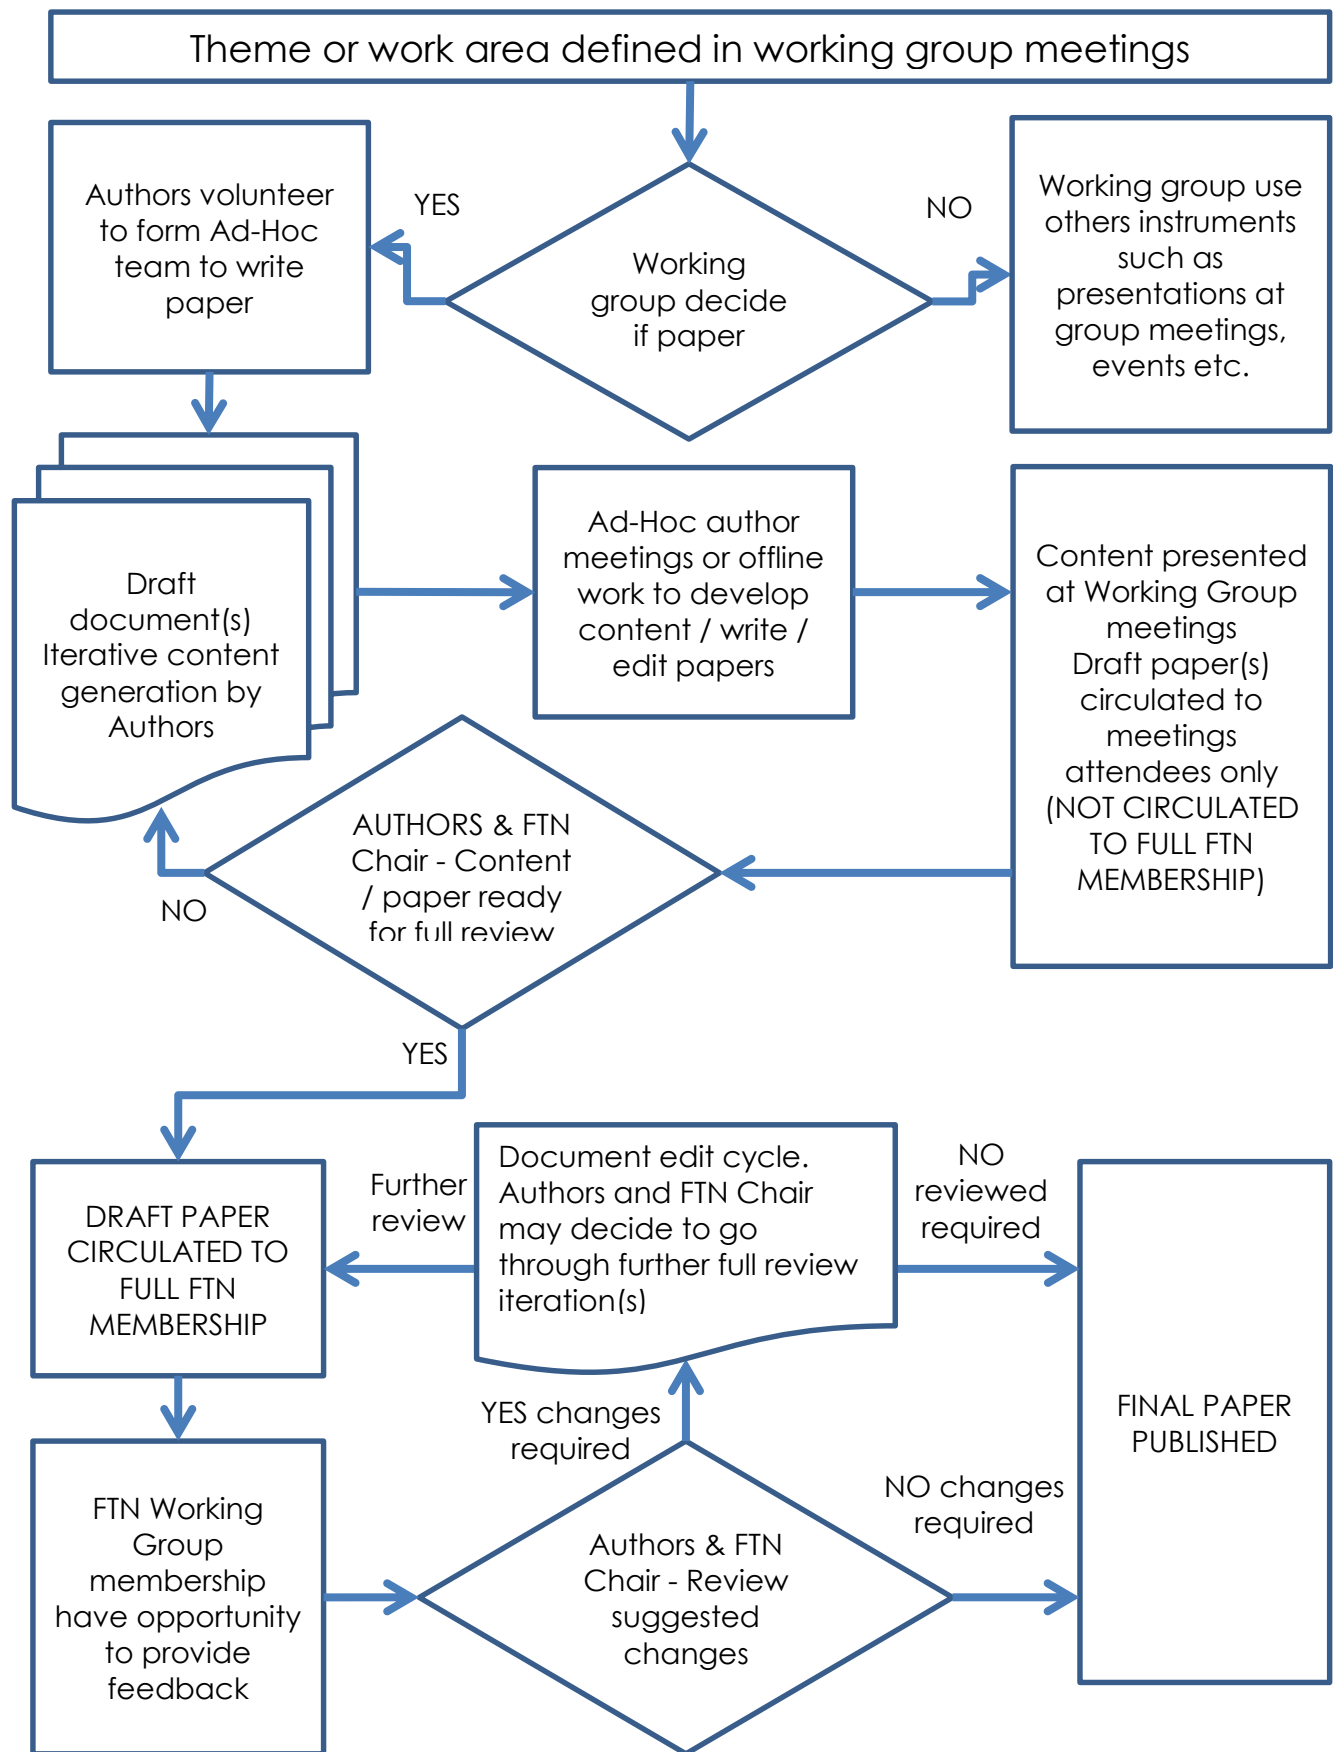 Theme or work area defined in working group meetings
Authors volunteer
to form Ad-Hoc
team to write
paper
YES
Working
group decide
if paper
NO
Working group use
others instruments
such as
presentations at
group meetings,
events etc.
Draft
document(s)
Iterative content
generation by
Authors
Ad-Hoc author
meetings or offline
work to develop
content / write /
edit papers
Content presented
at Working Group
meetings
Draft paper(s)
circulated to
meetings
attendees only
(NOT CIRCULATED
TO FULL FTN
MEMBERSHIP)
AUTHORS & FTN
Chair - Content
/ paper ready
for full review
NO
YES
DRAFT PAPER
CIRCULATED TO
FULL FTN
MEMBERSHIP
Further
review
Document edit cycle.
Authors and FTN Chair
may decide to go
through further full review
iteration(s)
NO
reviewed
required
FINAL PAPER
PUBLISHED
YES changes
required
NO changes
required
FTN Working
Group
membership
have opportunity
to provide
feedback
Authors & FTN
Chair - Review
suggested
changes